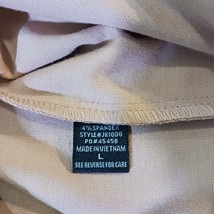 4% SPANDEX
STYLE# JK1000
PO# 45458
MADE IN VIETNAM
L
SEE REVERSE FOR CARE